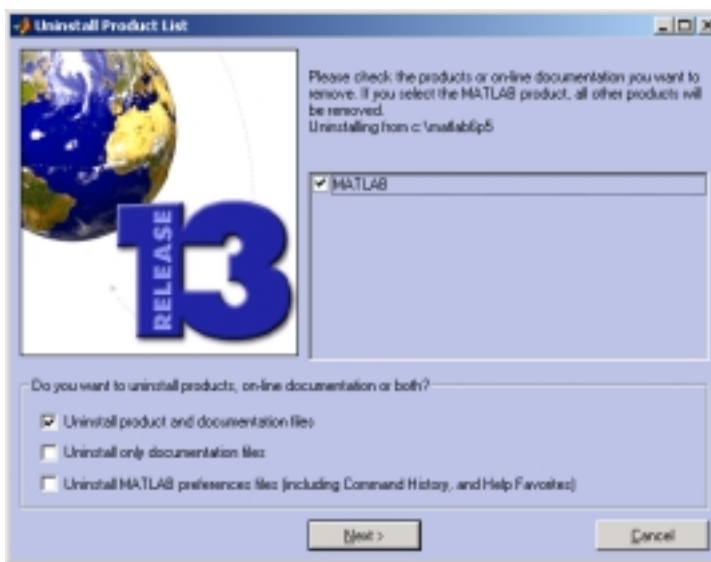 Uninstall Product List
Please check the products or on-line documentation you want to
remove. If you select the MATLAB product, all other products will
be removed.
Uninstalling from c:\matlab6p5
MATLAB
RELEASE
13
Do you want to uninstall products, on-line documentation or both?
Uninstall product and documentation files
Uninstall only documentation files
Uninstall MATLAB preferences files (including Command History, and Help Favorites)
Next >
Cancel